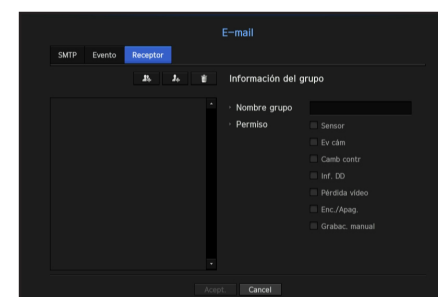 E-mail
SMTP Evento Receptor
Información del grupo
Nombre grupo
Permiso
Sensor
Ev cám
Camb contr
Inf. DD
Pérdida vídeo
Enc./Apag.
Grabac. manual
Acept. Cancel